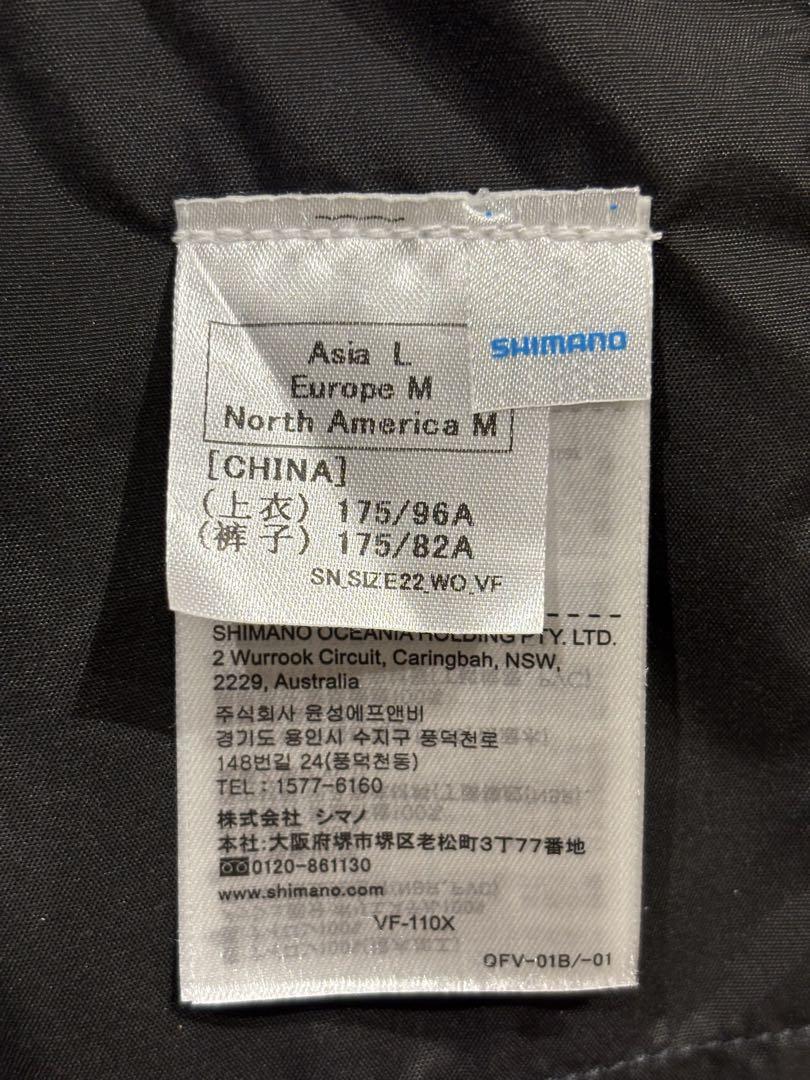 Asia L
Europe M
North America M
SHIMANO
[CHINA]
(上衣) 175/96A
(裤子) 175/82A
SN_SIZE22_WO_VF
SHIMANO OCEANIA HOLDING PTY. LTD.
2 Wurrook Circuit, Caringbah, NSW,
2229, Australia
주식회사 윤성에프앤비
경기도 용인시 수지구 풍덕천로
148번길 24(풍덕천동)
TEL : 1577-6160
株式会社 シマノ
本社:大阪府堺市堺区老松町3丁77番地
0120-861130
www.shimano.com
VF-110X
QFV-01B/-01